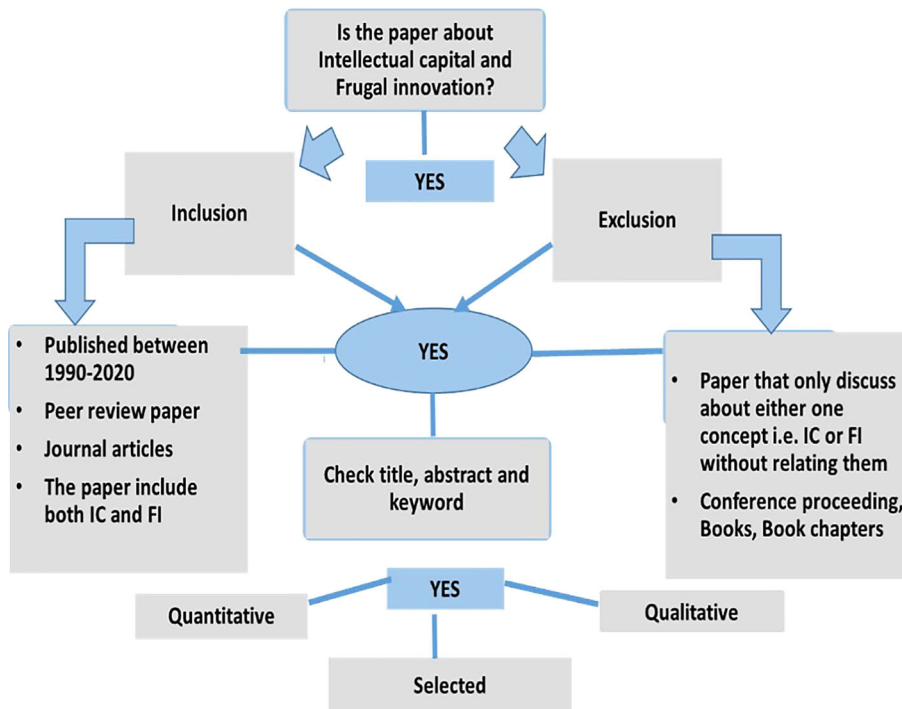 Is the paper about
Intellectual capital and
Frugal innovation?
YES
Inclusion
Exclusion
YES
• Published between
1990-2020
• Peer review paper
• Journal articles
• The paper include
both IC and FI
• Paper that only discuss
about either one
concept i.e. IC or FI
without relating them
• Conference proceeding,
Books, Book chapters
Check title, abstract and
keyword
YES
Quantitative
Qualitative
Selected